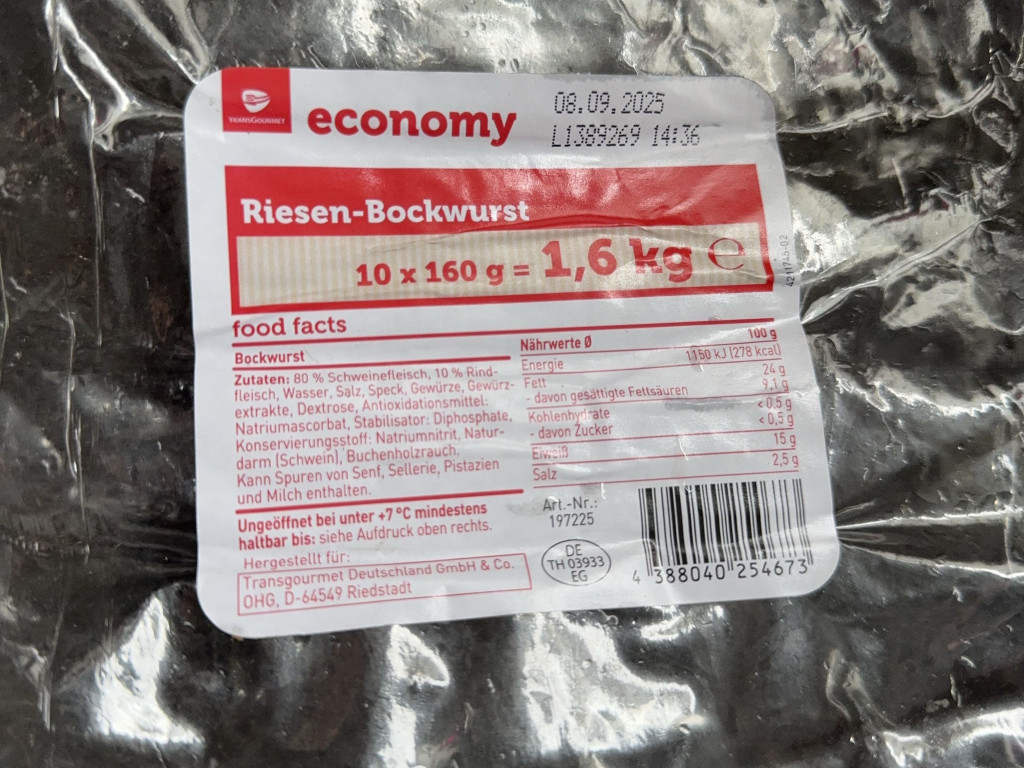 TRANSGOURMET
economy
08.09.2025
L1389269 14:36
Riesen-Bockwurst
10 x 160 g = 1,6 kg e
4211745-02
food facts
Bockwurst
Zutaten: 80 % Schweinefleisch, 10 % Rind-
fleisch, Wasser, Salz, Speck, Gewürze, Gewürz-
extrakte, Dextrose, Antioxidationsmittel:
Natriumascorbat, Stabilisator: Diphosphate,
Konservierungsstoff: Natriumnitrit, Natur-
darm (Schwein), Buchenholzrauch.
Kann Spuren von Senf, Sellerie, Pistazien
und Milch enthalten.
Ungeöffnet bei unter +7 °C mindestens
haltbar bis: siehe Aufdruck oben rechts.
Hergestellt für:
Transgourmet Deutschland GmbH & Co.
OHG, D-64549 Riedstadt
Nährwerte Ø 100 g
Energie 1150 kJ (278 kcal)
Fett 24 g
- davon gesättigte Fettsäuren 9,1 g
Kohlenhydrate < 0,5 g
- davon Zucker < 0,5 g
Eiweiß 15 g
Salz 2,5 g
Art.-Nr.:
197225
DE
TH 03933
EG
4 388040 254673